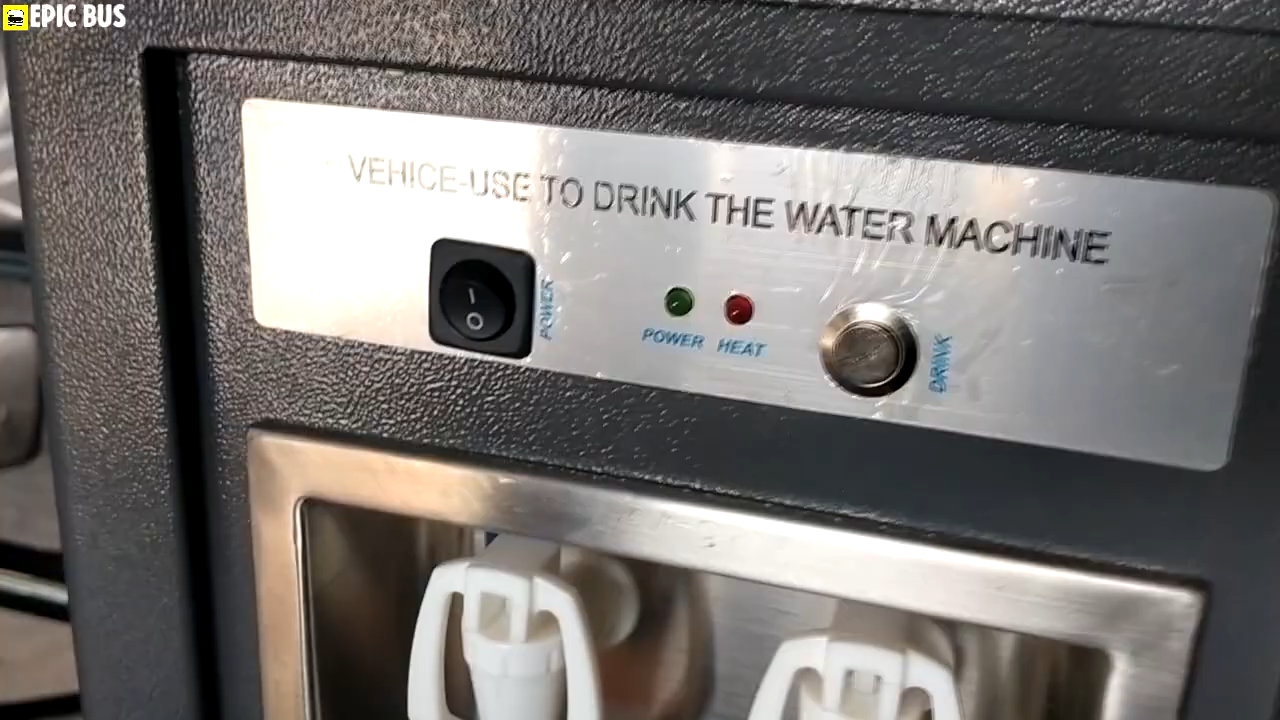 EPIC BUS
VEHICE-USE TO DRINK THE WATER MACHINE
POWER
POWER HEAT
DRINK